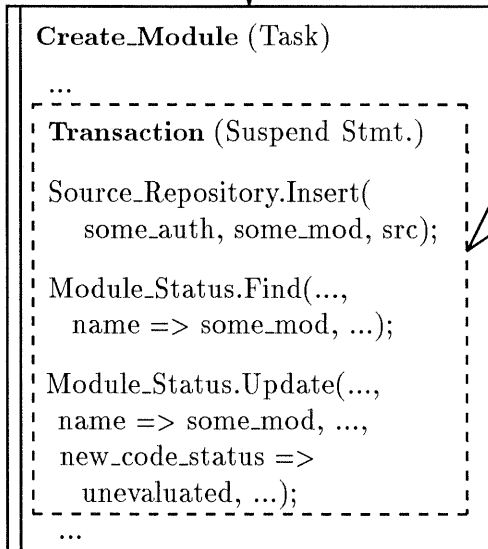 Create_Module (Task)
...
Transaction (Suspend Stmt.)
Source_Repository.Insert(
some_auth, some_mod, src);
Module_Status.Find(...,
name => some_mod, ...);
Module_Status.Update(...,
name => some_mod, ...,
new_code_status =>
unevaluated, ...);
...